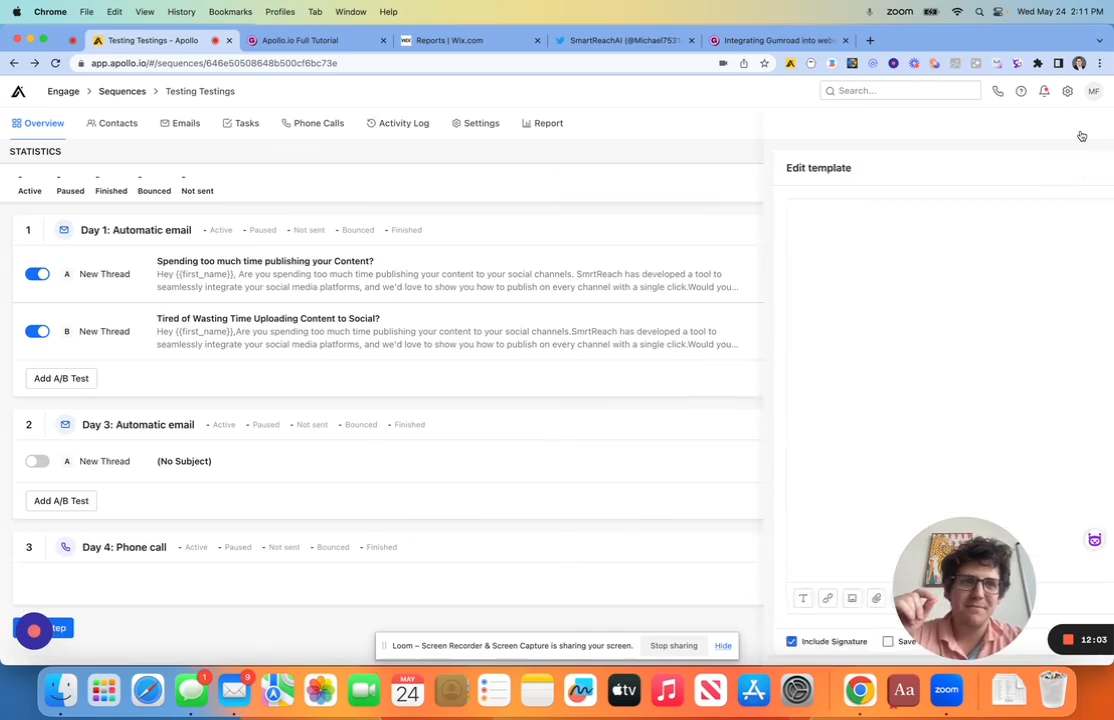 Chrome File Edit View History Bookmarks Profiles Tab Window Help zoom Wed May 24 2:11 PM
Testing Testings - Apollo Apollo.io Full Tutorial Reports | Wix.com SmartReachAI (@Michael7531 Integrating Gumroad into web
app.apollo.io/#/sequences/646e50508648b500cf6bc73e
Engage > Sequences > Testing Testings Search... MF
Overview Contacts Emails Tasks Phone Calls Activity Log Settings Report
STATISTICS
Edit template
- - - - -
Active Paused Finished Bounced Not sent
1 Day 1: Automatic email - Active - Paused - Not sent - Bounced - Finished
Spending too much time publishing your Content?
A New Thread Hey {{first_name}}, Are you spending too much time publishing your content to your social channels. SmrtReach has developed a tool to
seamlessly integrate your social media platforms, and we'd love to show you how to publish on every channel with a single click.Would you...
Tired of Wasting Time Uploading Content to Social?
B New Thread Hey {{first_name}},Are you spending too much time publishing your content to your social channels.SmrtReach has developed a tool to
seamlessly integrate your social media platforms, and we'd love to show you how to publish on every channel with a single click.Would you...
Add A/B Test
2 Day 3: Automatic email - Active - Paused - Not sent - Bounced - Finished
A New Thread (No Subject)
Add A/B Test
3 Day 4: Phone call - Active - Paused - Not sent - Bounced - Finished
Include Signature Save
Loom – Screen Recorder & Screen Capture is sharing your screen. Stop sharing Hide
12:03
1 9 MAY 24 tv Aa zoom